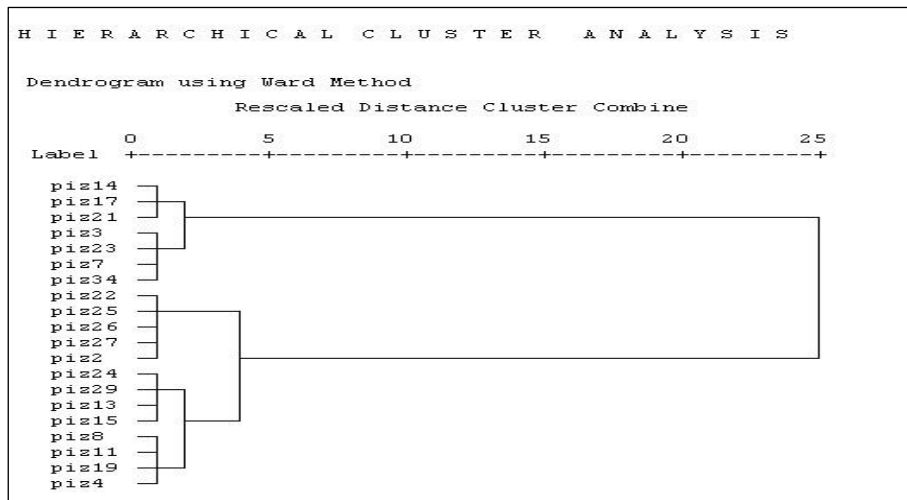 H I E R A R C H I C A L  C L U S T E R   A N A L Y S I S
Dendrogram using Ward Method
Rescaled Distance Cluster Combine
0 5 10 15 20 25
Label +---------+---------+---------+---------+---------+
piz14
piz17
piz21
piz3
piz23
piz7
piz34
piz22
piz25
piz26
piz27
piz2
piz24
piz29
piz13
piz15
piz8
piz11
piz19
piz4